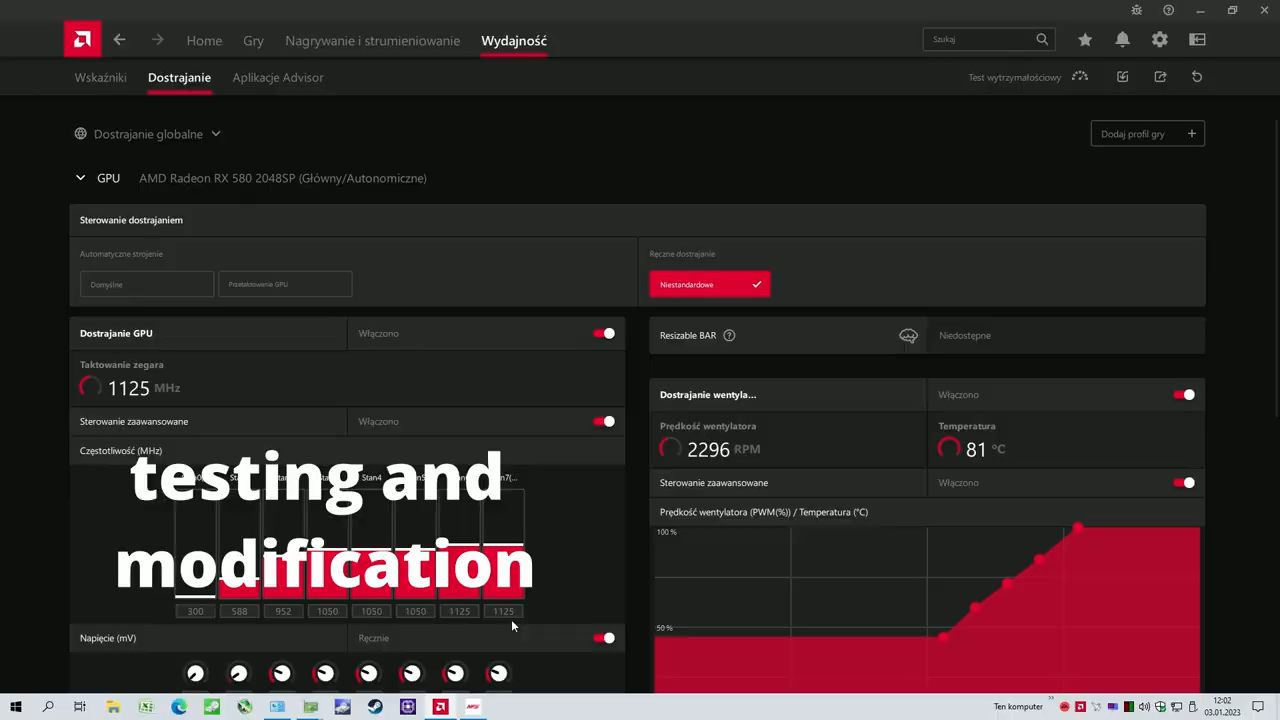 Home
Gry
Nagrywanie i strumieniowanie
Wydajność
Szukaj
Wskaźniki
Dostrajanie
Aplikacje Advisor
Test wytrzymałościowy
Dostrajanie globalne
Dodaj profil gry +
GPU AMD Radeon RX 580 2048SP (Główny/Autonomiczne)
Sterowanie dostrajaniem
Automatyczne strojenie
Domyślne
Przetaktowanie GPU
Ręczne dostrajanie
Niestandardowe
Dostrajanie GPU
Włączono
Taktowanie zegara
1125 MHz
Sterowanie zaawansowane
Włączono
Częstotliwość (MHz)
Stan4
testing and
modification
300 588 952 1050 1050 1050 1125 1125
Napięcie (mV)
Ręcznie
Resizable BAR
Niedostępne
Dostrajanie wentyla...
Włączono
Prędkość wentylatora
2296 RPM
Temperatura
81 °C
Sterowanie zaawansowane
Włączono
Prędkość wentylatora (PWM(%)) / Temperatura (°C)
100 %
50 %
Ten komputer
12:02
03.01.2023